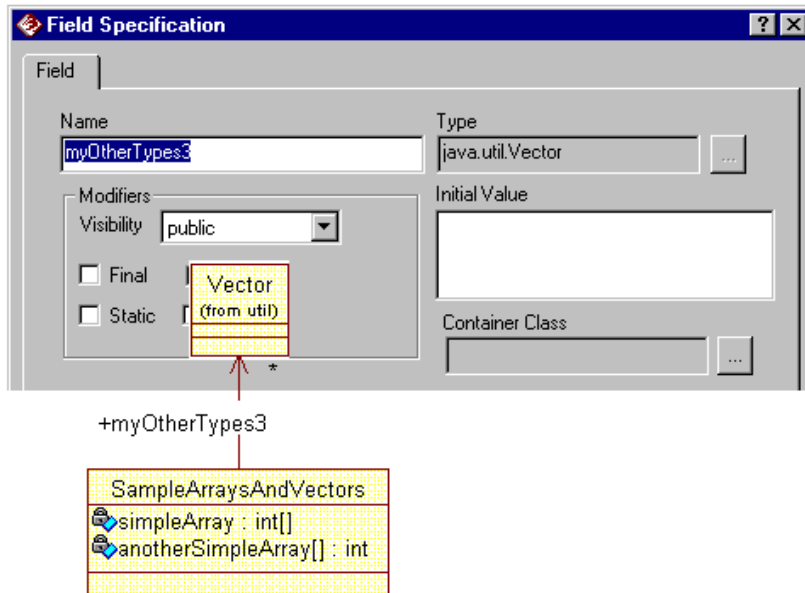 Field Specification
Field
Name
Type
myOtherTypes3
java.util.Vector
...
Modifiers
Initial Value
Visibility
public
Final
Static
Vector
(from util)
Container Class
...
*
+myOtherTypes3
SampleArraysAndVectors
simpleArray : int[]
anotherSimpleArray[] : int